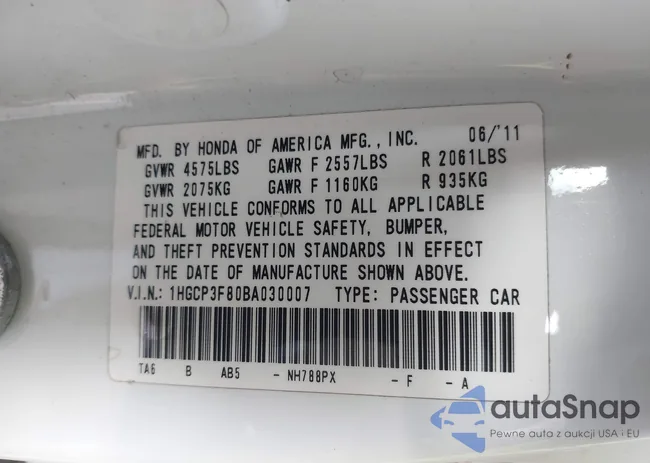 MFD. BY HONDA OF AMERICA MFG., INC. 06/'11
GVWR 4575LBS GAWR F 2557LBS R 2061LBS
GVWR 2075KG GAWR F 1160KG R 935KG
THIS VEHICLE CONFORMS TO ALL APPLICABLE
FEDERAL MOTOR VEHICLE SAFETY, BUMPER,
AND THEFT PREVENTION STANDARDS IN EFFECT
ON THE DATE OF MANUFACTURE SHOWN ABOVE.
V.I.N.: 1HGCP3F80BA030007 TYPE: PASSENGER CAR
TA6 B AB5 - NH788PX - F - A
autoSnap
Pewne auta z aukcji USA i EU